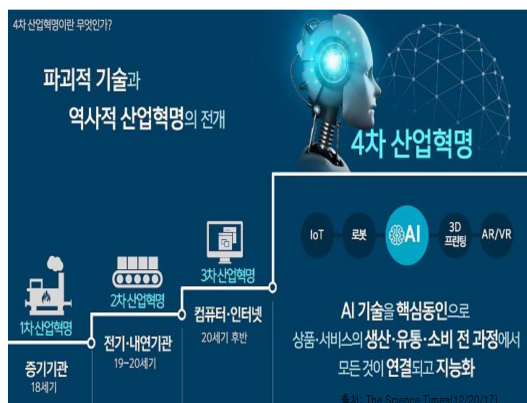 4차 산업혁명이란 무엇인가?
파괴적 기술과
역사적 산업혁명의 전개
4차 산업혁명
IoT
로봇
AI
3D
프린팅
AR/VR
3차산업혁명
2차산업혁명
1차산업혁명
컴퓨터·인터넷
20세기 후반
전기·내연기관
19-20세기
증기기관
18세기
AI 기술을 핵심동인으로
상품·서비스의 생산·유통·소비 전 과정에서
모든 것이 연결되고 지능화
출처: The Science Times(12/20/17)